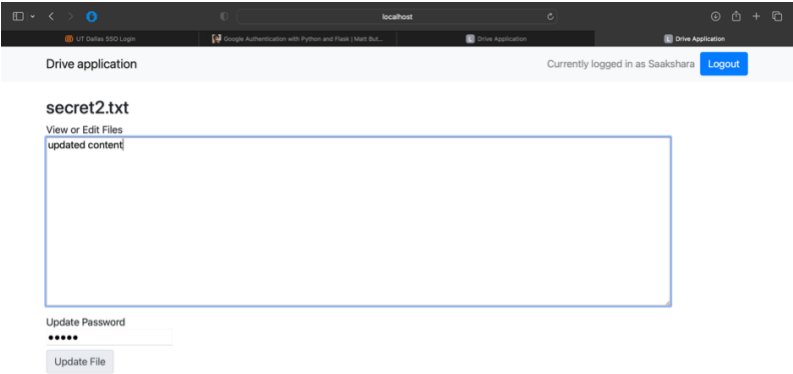 localhost
UT Dallas SSO Login
Google Authentication with Python and Flask | Matt But...
L Drive Application
L Drive Application
Drive application
Currently logged in as Saakshara Logout
secret2.txt
View or Edit Files
updated content
Update Password
•••••
Update File